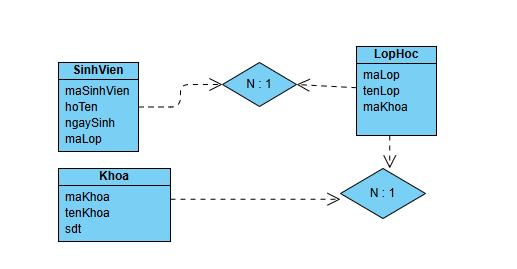 SinhVien
maSinhVien
hoTen
ngaySinh
maLop
N : 1
LopHoc
maLop
tenLop
maKhoa
Khoa
maKhoa
tenKhoa
sdt
N : 1